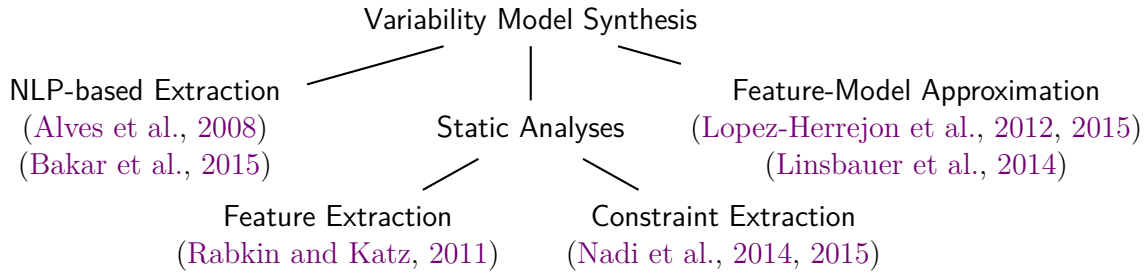 Variability Model Synthesis
NLP-based Extraction
(Alves et al., 2008)
(Bakar et al., 2015)
Static Analyses
Feature-Model Approximation
(Lopez-Herrejon et al., 2012, 2015)
(Linsbauer et al., 2014)
Feature Extraction
(Rabkin and Katz, 2011)
Constraint Extraction
(Nadi et al., 2014, 2015)